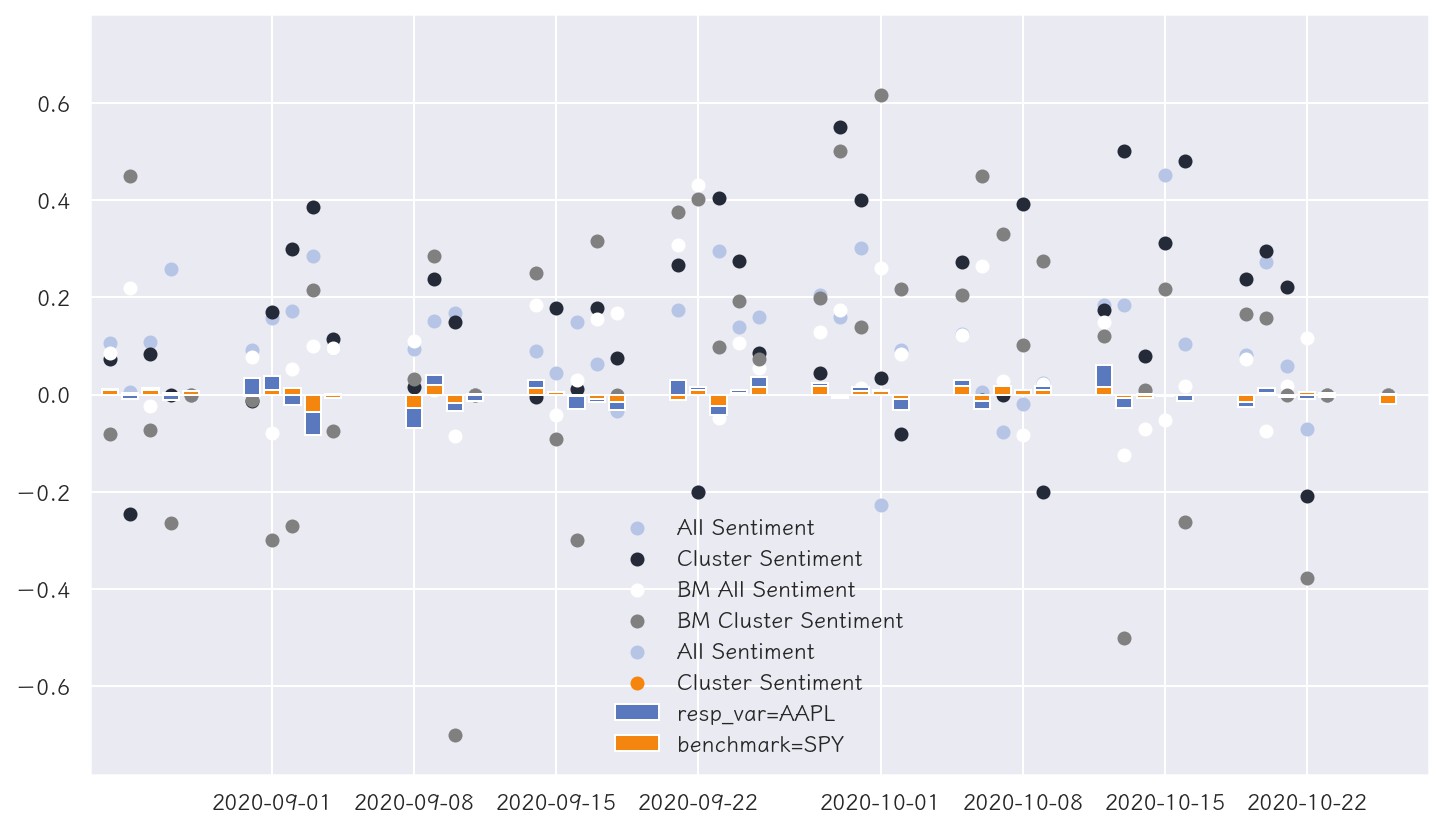 0.6
0.4
0.2
0.0
−0.2
−0.4
−0.6
All Sentiment
Cluster Sentiment
BM All Sentiment
BM Cluster Sentiment
All Sentiment
Cluster Sentiment
resp_var=AAPL
benchmark=SPY
2020-09-01 2020-09-08 2020-09-15 2020-09-22 2020-10-01 2020-10-08 2020-10-15 2020-10-22